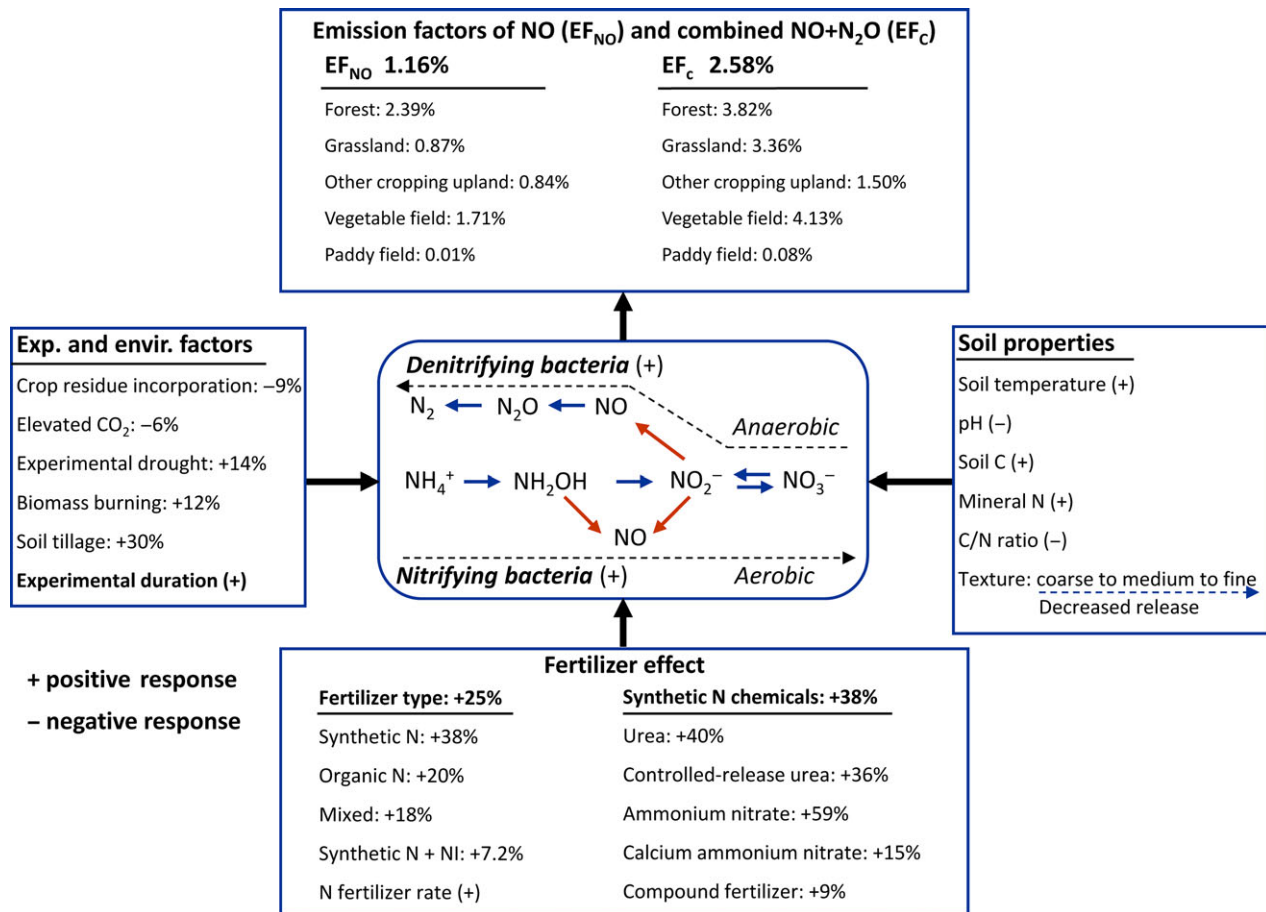 Emission factors of NO (EF_NO) and combined NO+N₂O (EF_C)
EF_NO 1.16%
Forest: 2.39%
Grassland: 0.87%
Other cropping upland: 0.84%
Vegetable field: 1.71%
Paddy field: 0.01%
EF_c 2.58%
Forest: 3.82%
Grassland: 3.36%
Other cropping upland: 1.50%
Vegetable field: 4.13%
Paddy field: 0.08%
Exp. and envir. factors
Crop residue incorporation: –9%
Elevated CO₂: –6%
Experimental drought: +14%
Biomass burning: +12%
Soil tillage: +30%
Experimental duration (+)
Denitrifying bacteria (+)
N₂ N₂O NO
Anaerobic
NH₄⁺ NH₂OH NO₂⁻ NO₃⁻
NO
Nitrifying bacteria (+) Aerobic
Soil properties
Soil temperature (+)
pH (–)
Soil C (+)
Mineral N (+)
C/N ratio (–)
Texture: coarse to medium to fine
Decreased release
+ positive response
– negative response
Fertilizer effect
Fertilizer type: +25%
Synthetic N: +38%
Organic N: +20%
Mixed: +18%
Synthetic N + NI: +7.2%
N fertilizer rate (+)
Synthetic N chemicals: +38%
Urea: +40%
Controlled-release urea: +36%
Ammonium nitrate: +59%
Calcium ammonium nitrate: +15%
Compound fertilizer: +9%